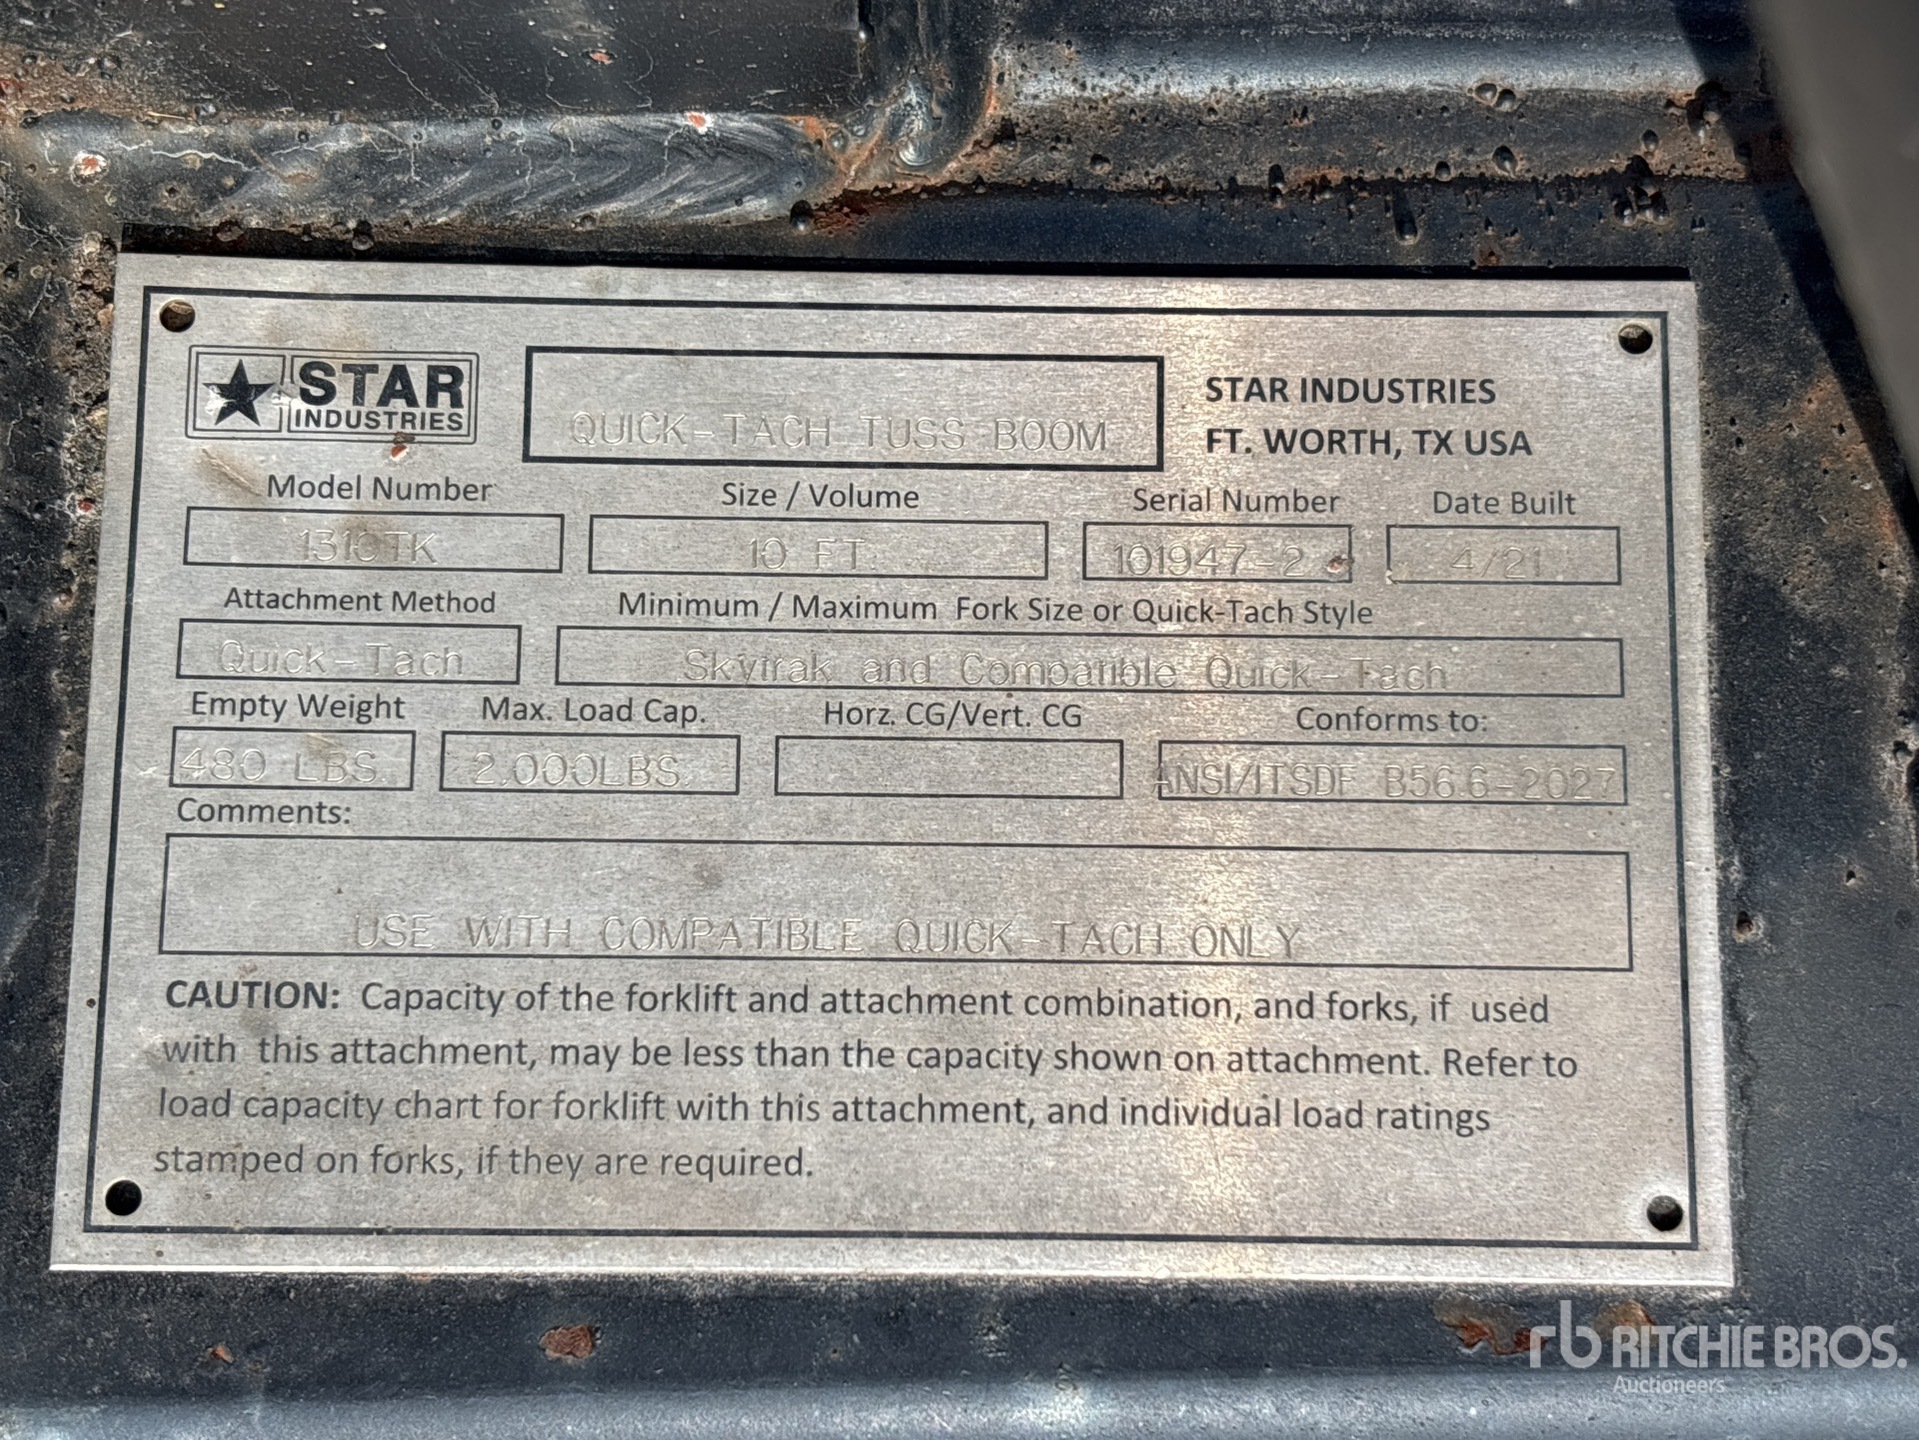 STAR
INDUSTRIES
QUICK-TACH TUSS BOOM
STAR INDUSTRIES
FT. WORTH, TX USA
Model Number Size / Volume Serial Number Date Built
1310TK 10 FT. 101947-2 4/21
Attachment Method Minimum / Maximum Fork Size or Quick-Tach Style
Quick-Tach Skytrak and Compatible Quick-Tach
Empty Weight Max. Load Cap. Horz. CG/Vert. CG Conforms to:
480 LBS. 2,000LBS. ANSI/ITSDF B56.6-2027
Comments:
USE WITH COMPATIBLE QUICK-TACH ONLY
CAUTION: Capacity of the forklift and attachment combination, and forks, if used
with this attachment, may be less than the capacity shown on attachment. Refer to
load capacity chart for forklift with this attachment, and individual load ratings
stamped on forks, if they are required.
rb RITCHIE BROS.
Auctioneers